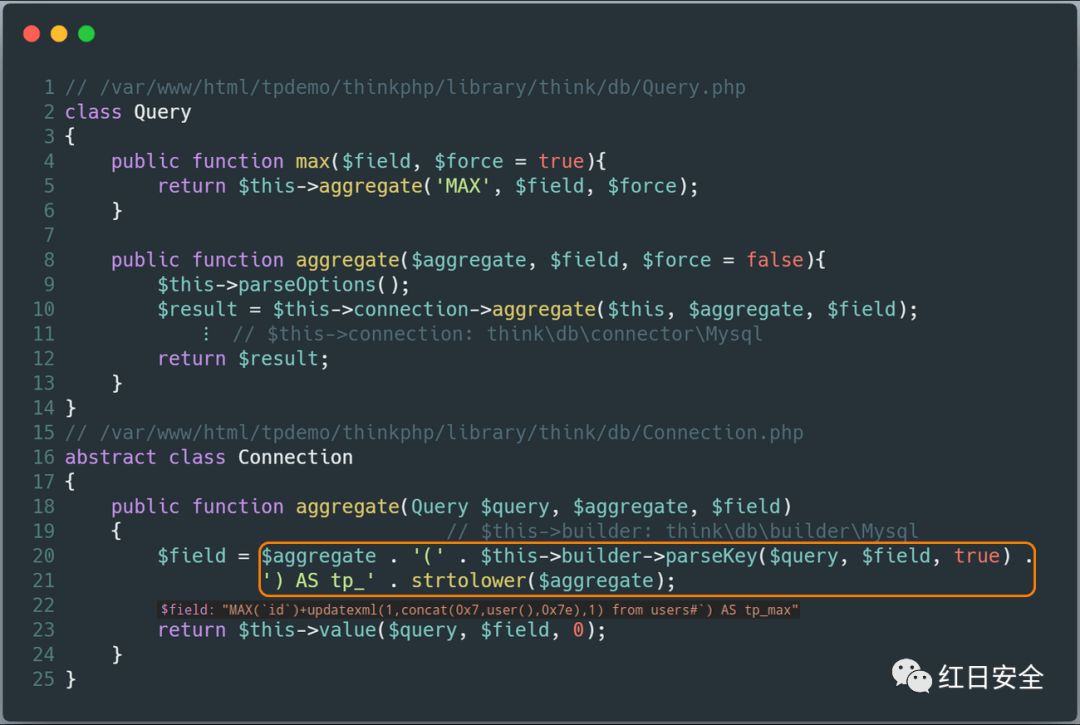 1 // /var/www/html/tpdemo/thinkphp/library/think/db/Query.php
2 class Query
3 {
4     public function max($field, $force = true){
5         return $this->aggregate('MAX', $field, $force);
6     }
7
8     public function aggregate($aggregate, $field, $force = false){
9         $this->parseOptions();
10         $result = $this->connection->aggregate($this, $aggregate, $field);
11             ⋮ // $this->connection: think\db\connector\Mysql
12         return $result;
13     }
14 }
15 // /var/www/html/tpdemo/thinkphp/library/think/db/Connection.php
16 abstract class Connection
17 {
18     public function aggregate(Query $query, $aggregate, $field)
19     {                            // $this->builder: think\db\builder\Mysql
20         $field = $aggregate . '(' . $this->builder->parseKey($query, $field, true) .
21                  ') AS tp_' . strtolower($aggregate);
22         $field: "MAX(`id`)+updatexml(1,concat(0x7,user(),0x7e),1) from users#`) AS tp_max"
23         return $this->value($query, $field, 0);
24     }
25 }
红日安全